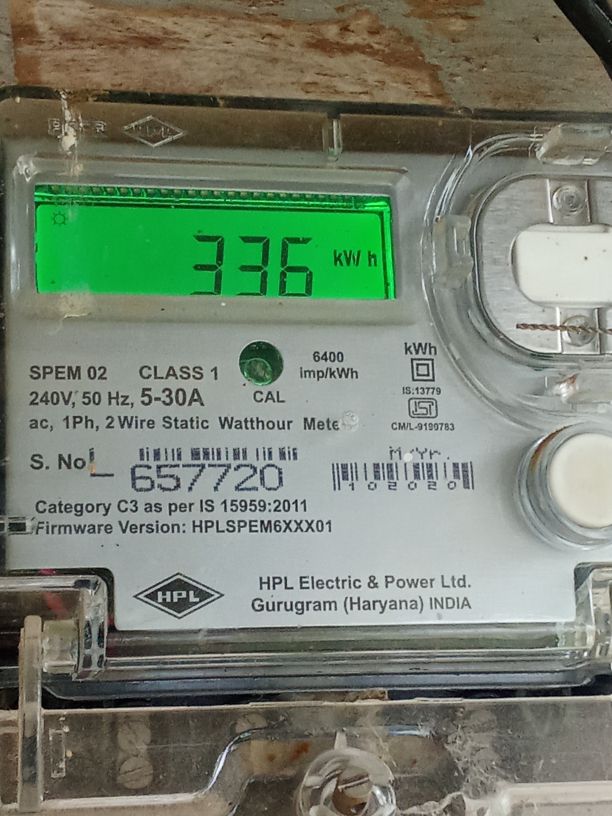 336 kWh
6400
imp/kWh
CAL
kWh
IS:13779
CM/L-9199783
SPEM 02 CLASS 1
240V, 50 Hz, 5-30A
ac, 1Ph, 2 Wire Static Watthour Mete
S. No
657720
M.Yr.
102020
Category C3 as per IS 15959:2011
Firmware Version: HPLSPEM6XXX01
HPL
HPL Electric & Power Ltd.
Gurugram (Haryana) INDIA